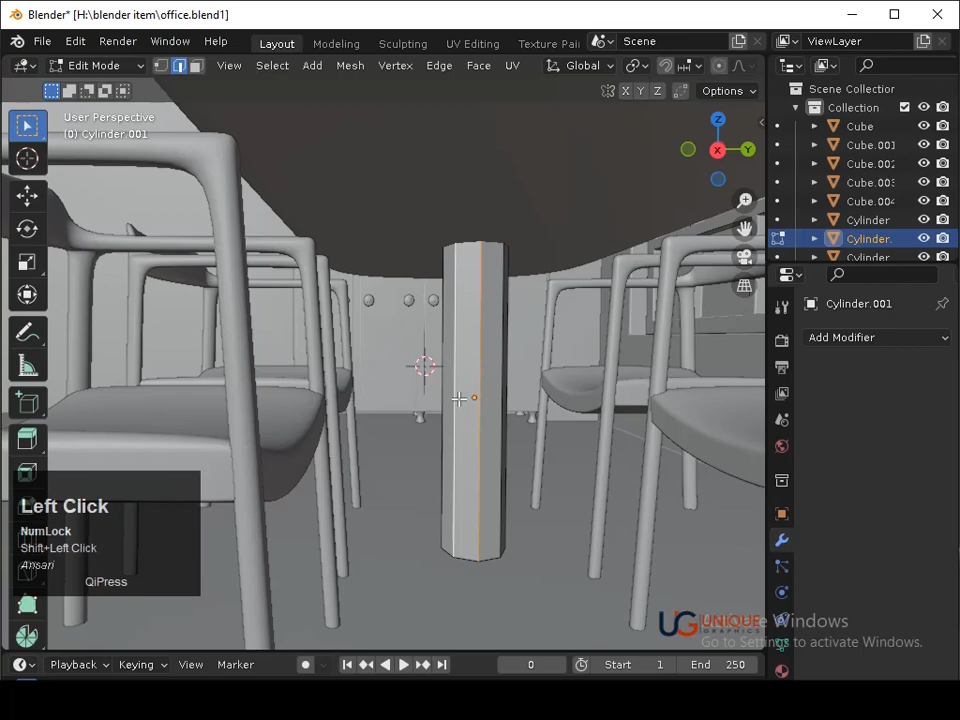 Blender* [H:\blender item\office.blend1]
File Edit Render Window Help Layout Modeling Sculpting UV Editing Texture Pai Scene ViewLayer
Edit Mode View Select Add Mesh Vertex Edge Face UV Global
X Y Z Options
Scene Collection
Collection
Cube
Cube.001
Cube.002
Cube.003
Cube.004
Cylinder
Cylinder.
Cylinder
User Perspective
(0) Cylinder.001
Z
X
Y
Cylinder.001
Add Modifier
Left Click
NumLock
Shift+Left Click
Ansari
QiPress
UG UNIQUE
GRAPHICS
Activate Windows
Go to Settings to activate Windows.
Playback Keying View Marker 0 Start 1 End 250